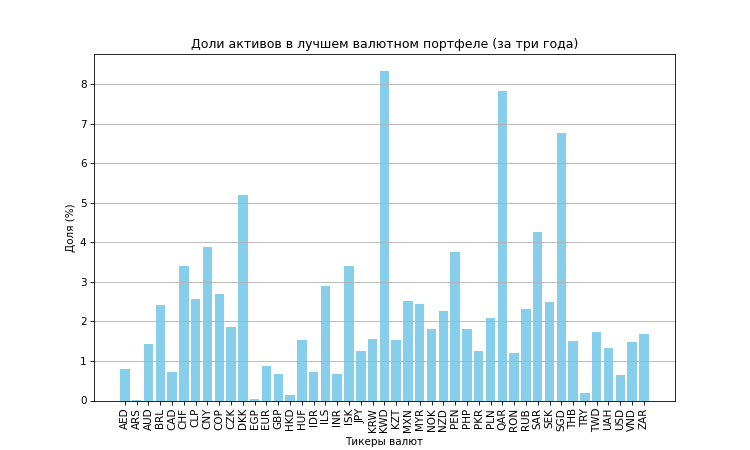 Доли активов в лучшем валютном портфеле (за три года)
Доля (%)
8
7
6
5
4
3
2
1
0
AED ARS AUD BRL CAD CHF CLP CNY COP CZK DKK EGP EUR GBP HKD HUF IDR ILS INR ISK JPY KRW KWD KZT MXN MYR NOK NZD PEN PHP PKR PLN QAR RON RUB SAR SEK SGD THB TRY TWD UAH USD VND ZAR
Тикеры валют